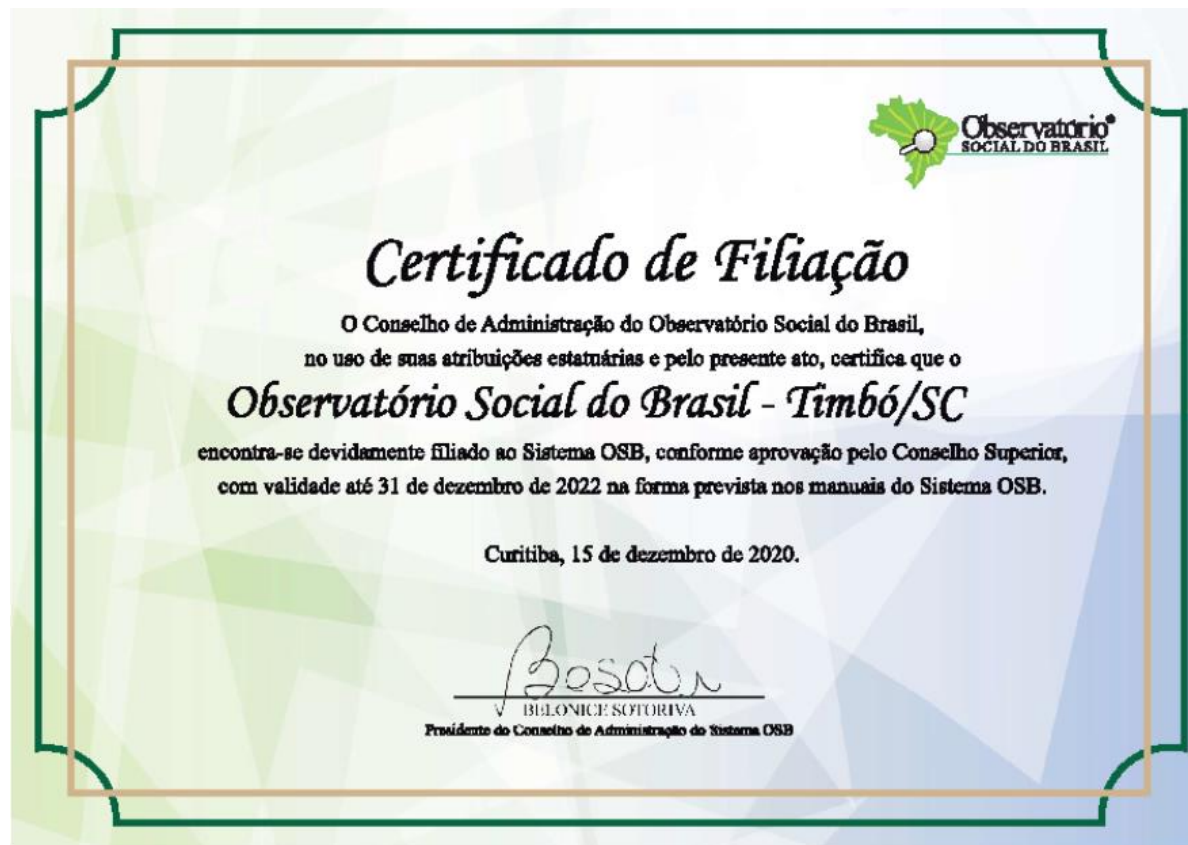 Observatório®
SOCIAL DO BRASIL
Certificado de Filiação
O Conselho de Administração do Observatório Social do Brasil,
no uso de suas atribuições estatuárias e pelo presente ato, certifica que o
Observatório Social do Brasil - Timbó/SC
encontra-se devidamente filiado ao Sistema OSB, conforme aprovação pelo Conselho Superior,
com validade até 31 de dezembro de 2022 na forma prevista nos manuais do Sistema OSB.
Curitiba, 15 de dezembro de 2020.
BELONICE SOTORIVA
Presidente do Conselho de Administração do Sistema OSB